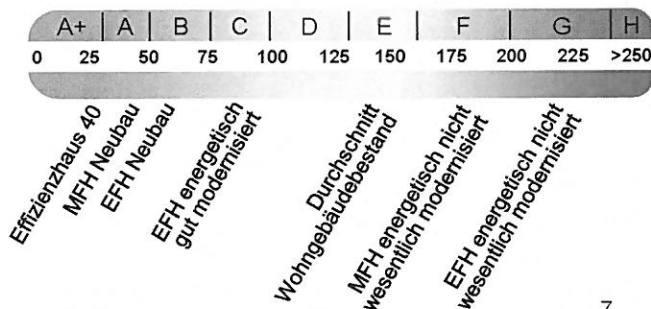 A+ A B C D E F G H
0 25 50 75 100 125 150 175 200 225 >250
Effizienzhaus 40
MFH Neubau
EFH Neubau
EFH energetisch
gut modernisiert
Durchschnitt
Wohngebäudebestand
MFH energetisch nicht
wesentlich modernisiert
EFH energetisch nicht
wesentlich modernisiert
7